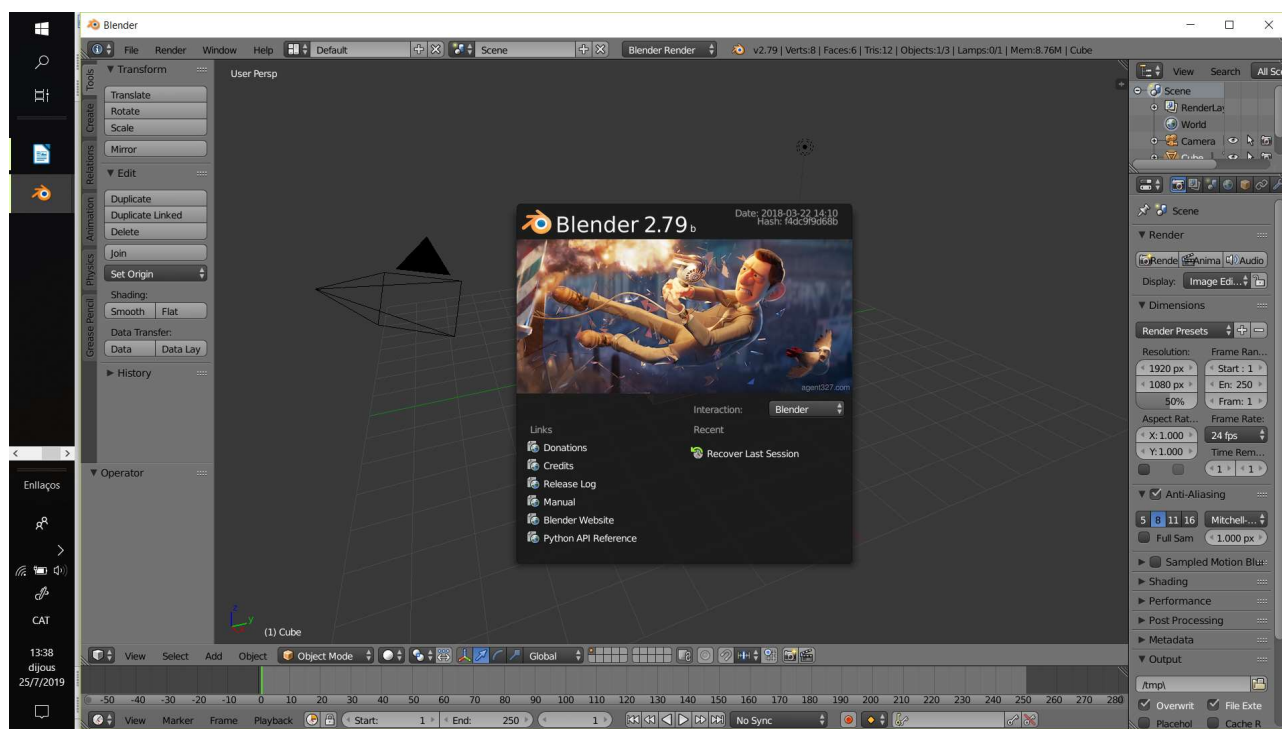 Blender
File Render Window Help Default Scene Blender Render v2.79 | Verts:8 | Faces:6 | Tris:12 | Objects:1/3 | Lamps:0/1 | Mem:8.76M | Cube
Tools
Create
Relations
Animation
Physics
Grease Pencil
Transform
Translate
Rotate
Scale
Mirror
Edit
Duplicate
Duplicate Linked
Delete
Join
Set Origin
Shading:
Smooth Flat
Data Transfer:
Data Data Lay
History
Operator
User Persp
Blender 2.79 b
Date: 2018-03-22 14:10
Hash: f4dc9f9d68b
agent327.com
Interaction: Blender
Links
Donations
Credits
Release Log
Manual
Blender Website
Python API Reference
Recent
Recover Last Session
z
y
(1) Cube
View Select Add Object Object Mode Global
-50 -40 -30 -20 -10 0 10 20 30 40 50 60 70 80 90 100 110 120 130 140 150 160 170 180 190 200 210 220 230 240 250 260 270 280
View Marker Frame Playback Start: 1 End: 250 1 No Sync
View Search All Sc
Scene
RenderLay
World
Camera
Cube
Scene
Render
Rende Anima Audio
Display: Image Edi...
Dimensions
Render Presets
Resolution: Frame Ran...
1920 px Start : 1
1080 px En: 250
50% Fram: 1
Aspect Rat... Frame Rate:
X: 1.000 24 fps
Y: 1.000 Time Rem...
1 1
Anti-Aliasing
5 8 11 16 Mitchell-...
Full Sam 1.000 px
Sampled Motion Blu
Shading
Performance
Post Processing
Metadata
Output
/tmp\
Overwrit File Exte
Placehol Cache R
Enllaços
CAT
13:38
dijous
25/7/2019